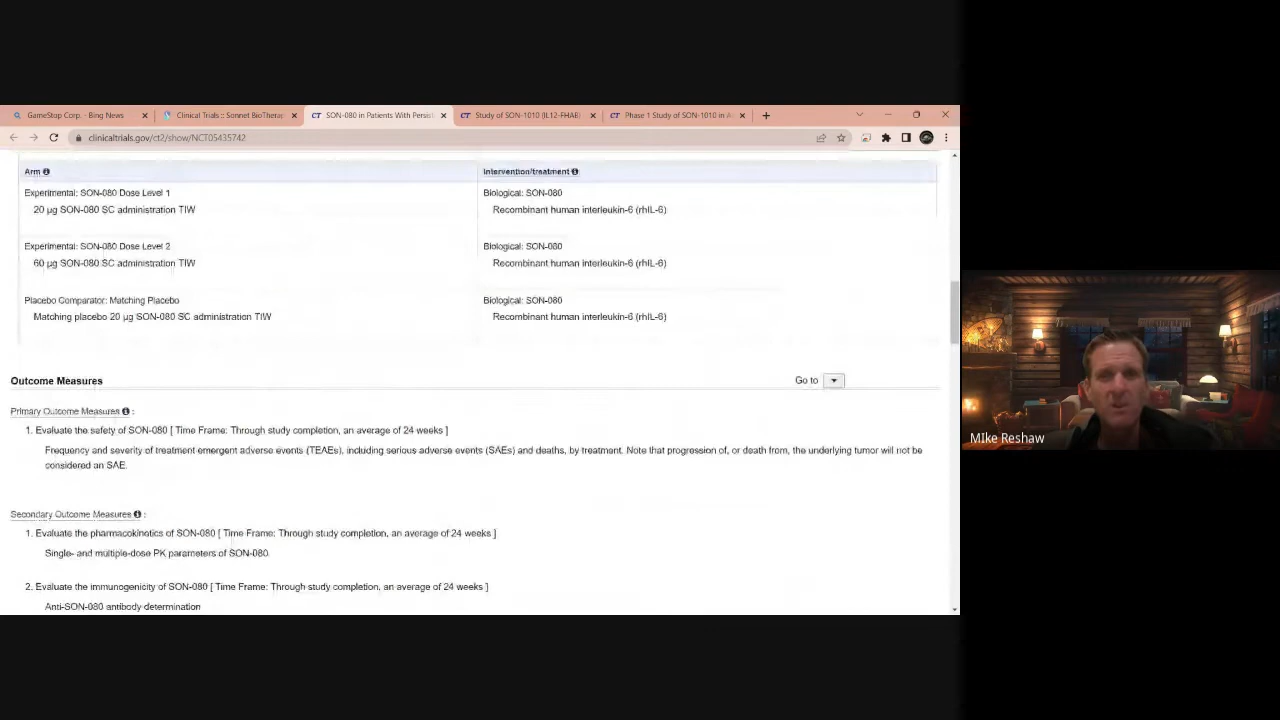 GameStop Corp. - Bing News
Clinical Trials :: Sonnet BioThera
CT SON-080 in Patients With Persist
CT Study of SON-1010 (IL12-FHAB)
CT Phase 1 Study of SON-1010 in A
clinicaltrials.gov/ct2/show/NCT05435742
Arm
Intervention/treatment
Experimental: SON-080 Dose Level 1
20 µg SON-080 SC administration TIW
Biological: SON-080
Recombinant human interleukin-6 (rhIL-6)
Experimental: SON-080 Dose Level 2
60 µg SON-080 SC administration TIW
Biological: SON-080
Recombinant human interleukin-6 (rhIL-6)
Placebo Comparator: Matching Placebo
Matching placebo 20 µg SON-080 SC administration TIW
Biological: SON-080
Recombinant human interleukin-6 (rhIL-6)
Outcome Measures
Go to
Primary Outcome Measures :
1. Evaluate the safety of SON-080 [ Time Frame: Through study completion, an average of 24 weeks ]
Frequency and severity of treatment emergent adverse events (TEAEs), including serious adverse events (SAEs) and deaths, by treatment. Note that progression of, or death from, the underlying tumor will not be
considered an SAE.
Secondary Outcome Measures :
1. Evaluate the pharmacokinetics of SON-080 [ Time Frame: Through study completion, an average of 24 weeks ]
Single- and multiple-dose PK parameters of SON-080.
2. Evaluate the immunogenicity of SON-080 [ Time Frame: Through study completion, an average of 24 weeks ]
Anti-SON-080 antibody determination
MIke Reshaw